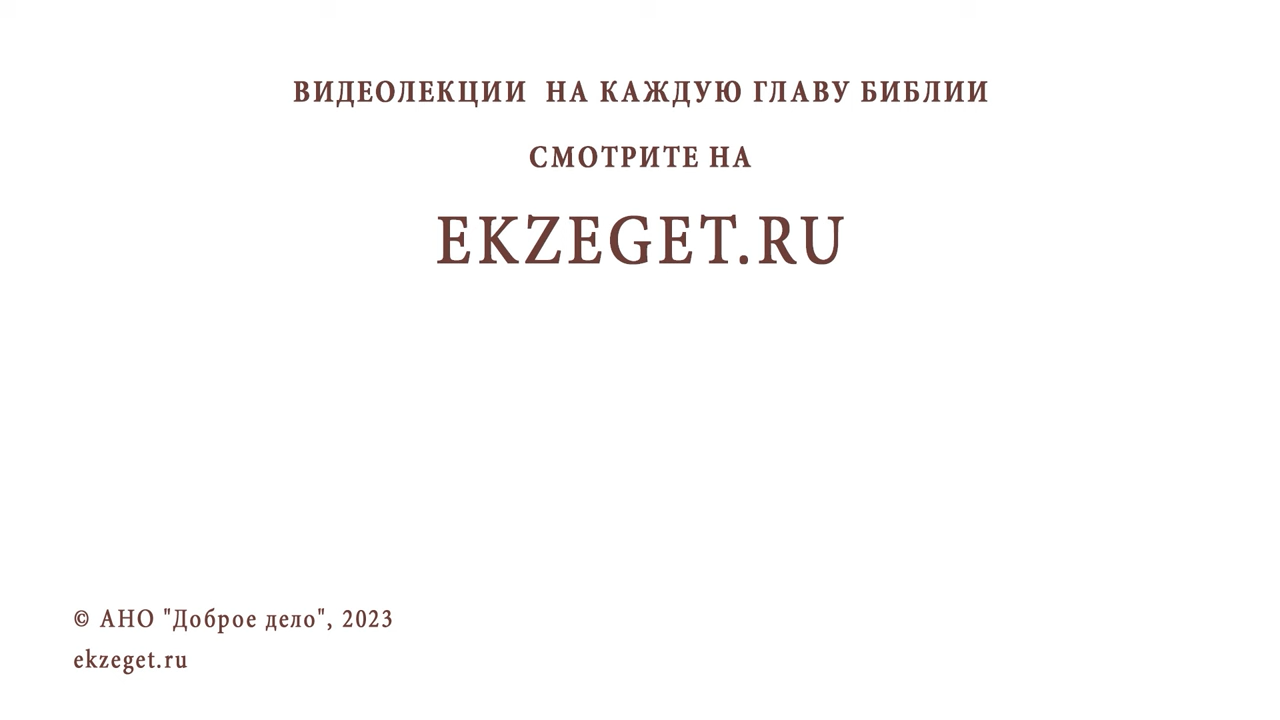 ВИДЕОЛЕКЦИИ НА КАЖДУЮ ГЛАВУ БИБЛИИ
СМОТРИТЕ НА
EKZEGET.RU
© АНО "Доброе дело", 2023
ekzeget.ru